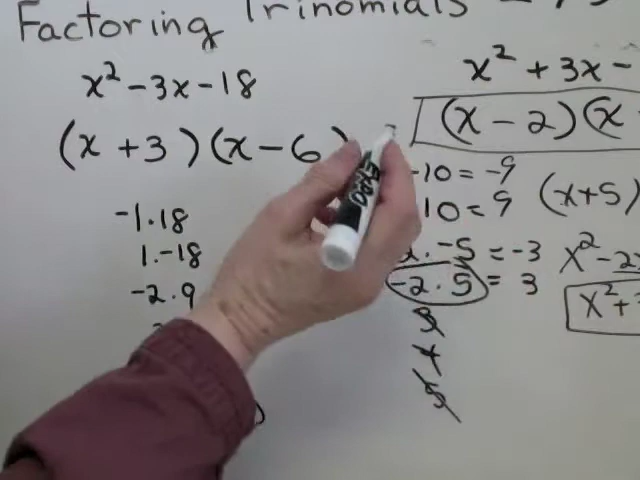 Factoring Trinomials
x² - 3x - 18
(x + 3)(x - 6)
-1·18
1·-18
-2·9
x² + 3x -
(x - 2)(x
-10 = -9
10 = 9
(x+5)
·-5 = -3
-2·5 = 3
x² - 2
x² +
EXPO